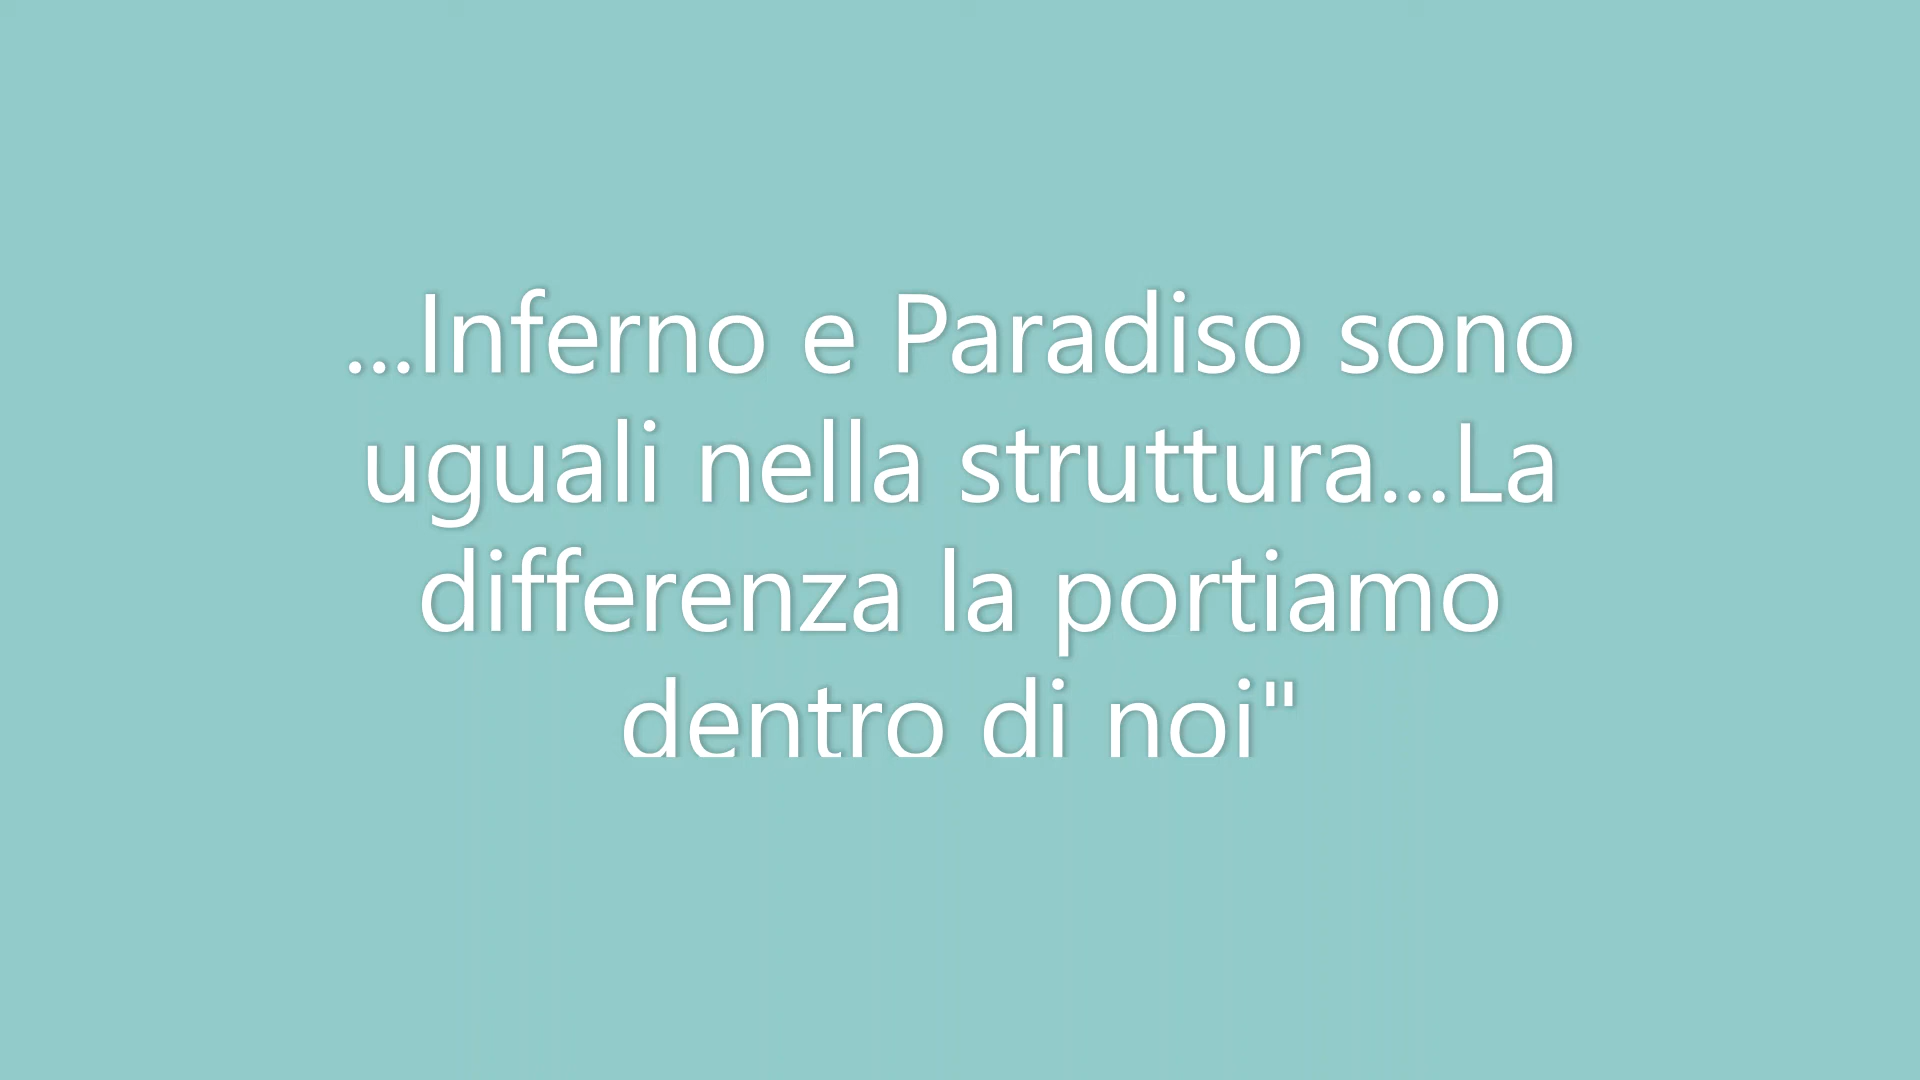 ...Inferno e Paradiso sono
uguali nella struttura...La
differenza la portiamo
dentro di noi"